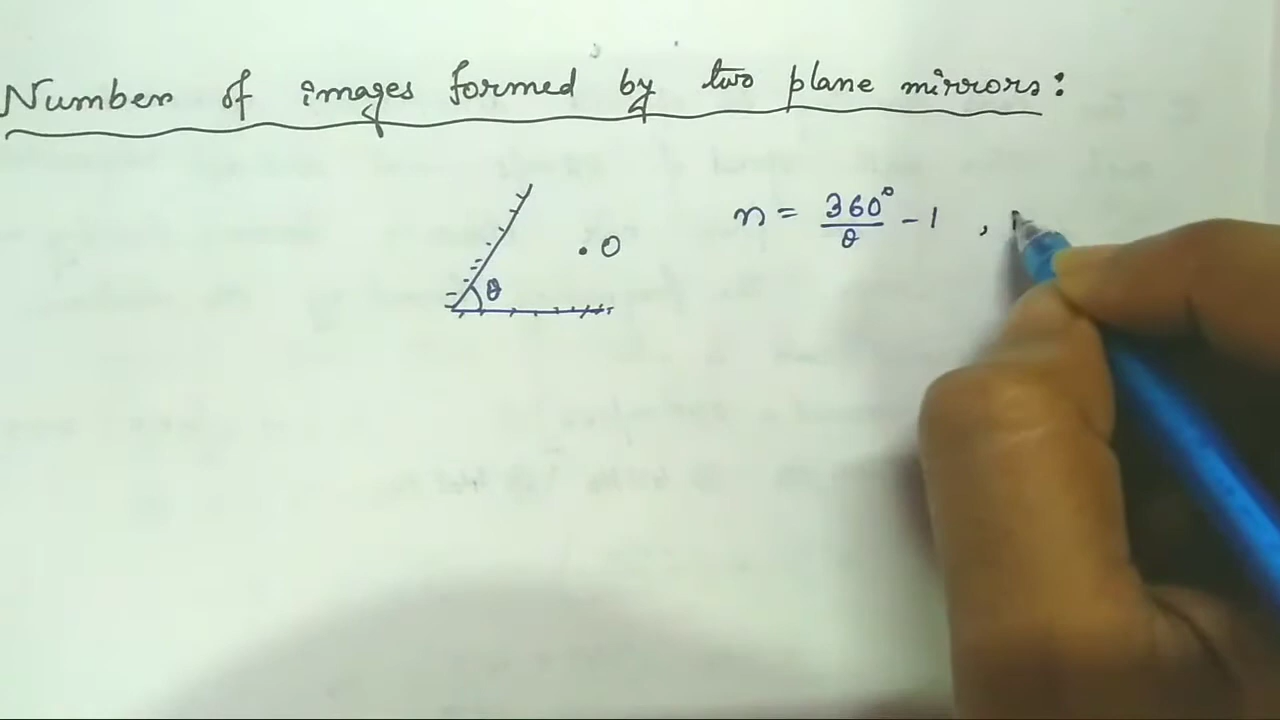 Number of images formed by two plane mirrors:
n = 360°/θ - 1 ,
. O
θ